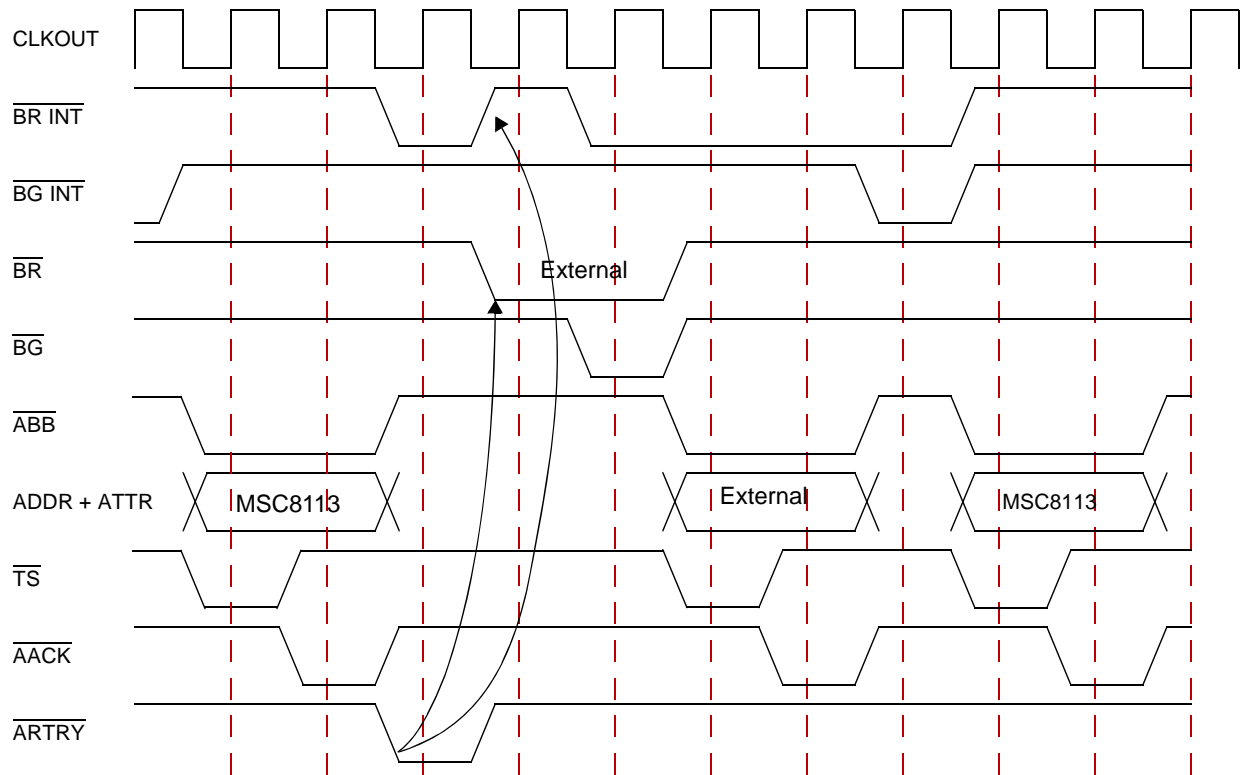 CLKOUT
BR INT
BG INT
BR
External
BG
ABB
ADDR + ATTR
MSC8113
External
MSC8113
TS
AACK
ARTRY